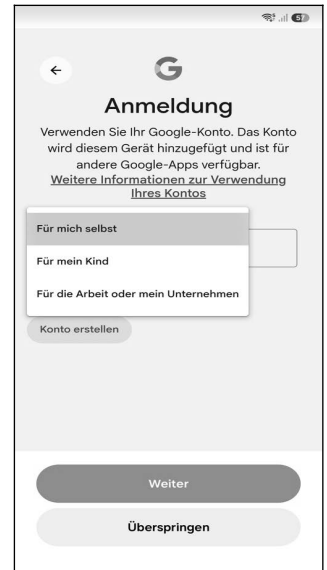 57
G
Anmeldung
Verwenden Sie Ihr Google-Konto. Das Konto
wird diesem Gerät hinzugefügt und ist für
andere Google-Apps verfügbar.
Weitere Informationen zur Verwendung
Ihres Kontos
Für mich selbst
Für mein Kind
Für die Arbeit oder mein Unternehmen
Konto erstellen
Weiter
Überspringen